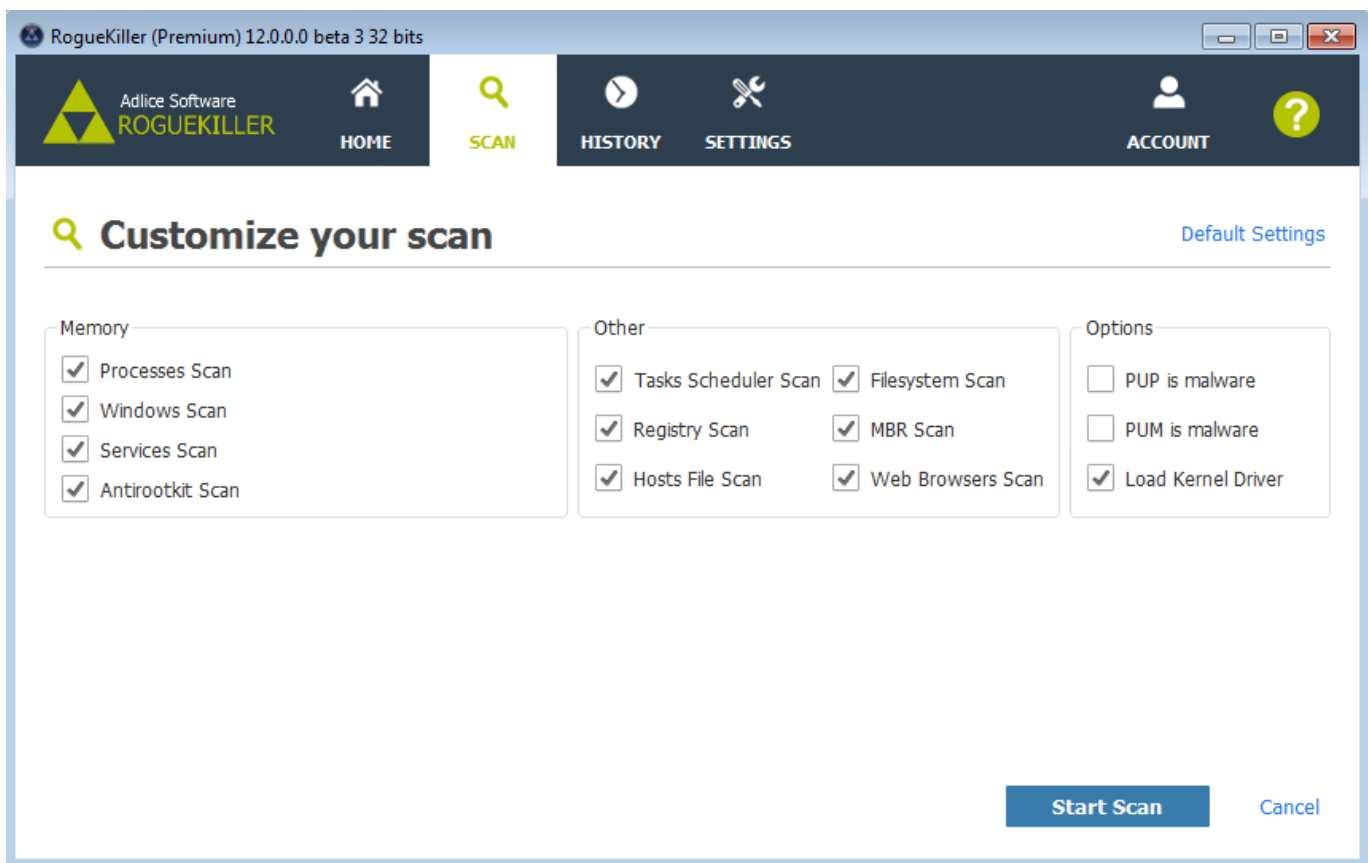 RogueKiller (Premium) 12.0.0.0 beta 3 32 bits
Adlice Software
ROGUEKILLER
HOME
SCAN
HISTORY
SETTINGS
ACCOUNT
?
Customize your scan
Default Settings
Memory
Processes Scan
Windows Scan
Services Scan
Antirootkit Scan
Other
Tasks Scheduler Scan
Filesystem Scan
Registry Scan
MBR Scan
Hosts File Scan
Web Browsers Scan
Options
PUP is malware
PUM is malware
Load Kernel Driver
Start Scan
Cancel